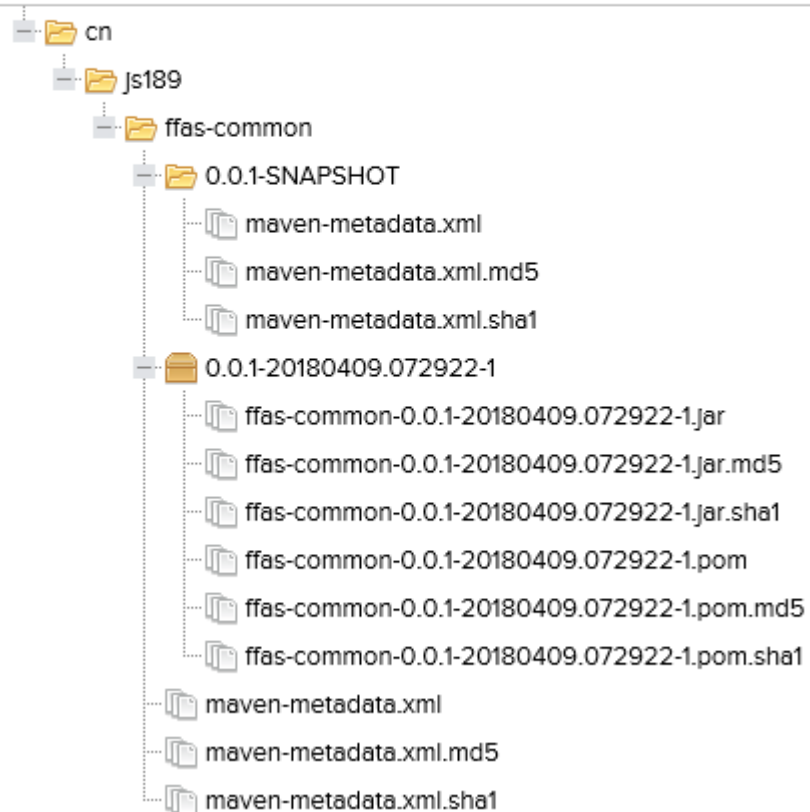 cn
js189
ffas-common
0.0.1-SNAPSHOT
maven-metadata.xml
maven-metadata.xml.md5
maven-metadata.xml.sha1
0.0.1-20180409.072922-1
ffas-common-0.0.1-20180409.072922-1.jar
ffas-common-0.0.1-20180409.072922-1.jar.md5
ffas-common-0.0.1-20180409.072922-1.jar.sha1
ffas-common-0.0.1-20180409.072922-1.pom
ffas-common-0.0.1-20180409.072922-1.pom.md5
ffas-common-0.0.1-20180409.072922-1.pom.sha1
maven-metadata.xml
maven-metadata.xml.md5
maven-metadata.xml.sha1